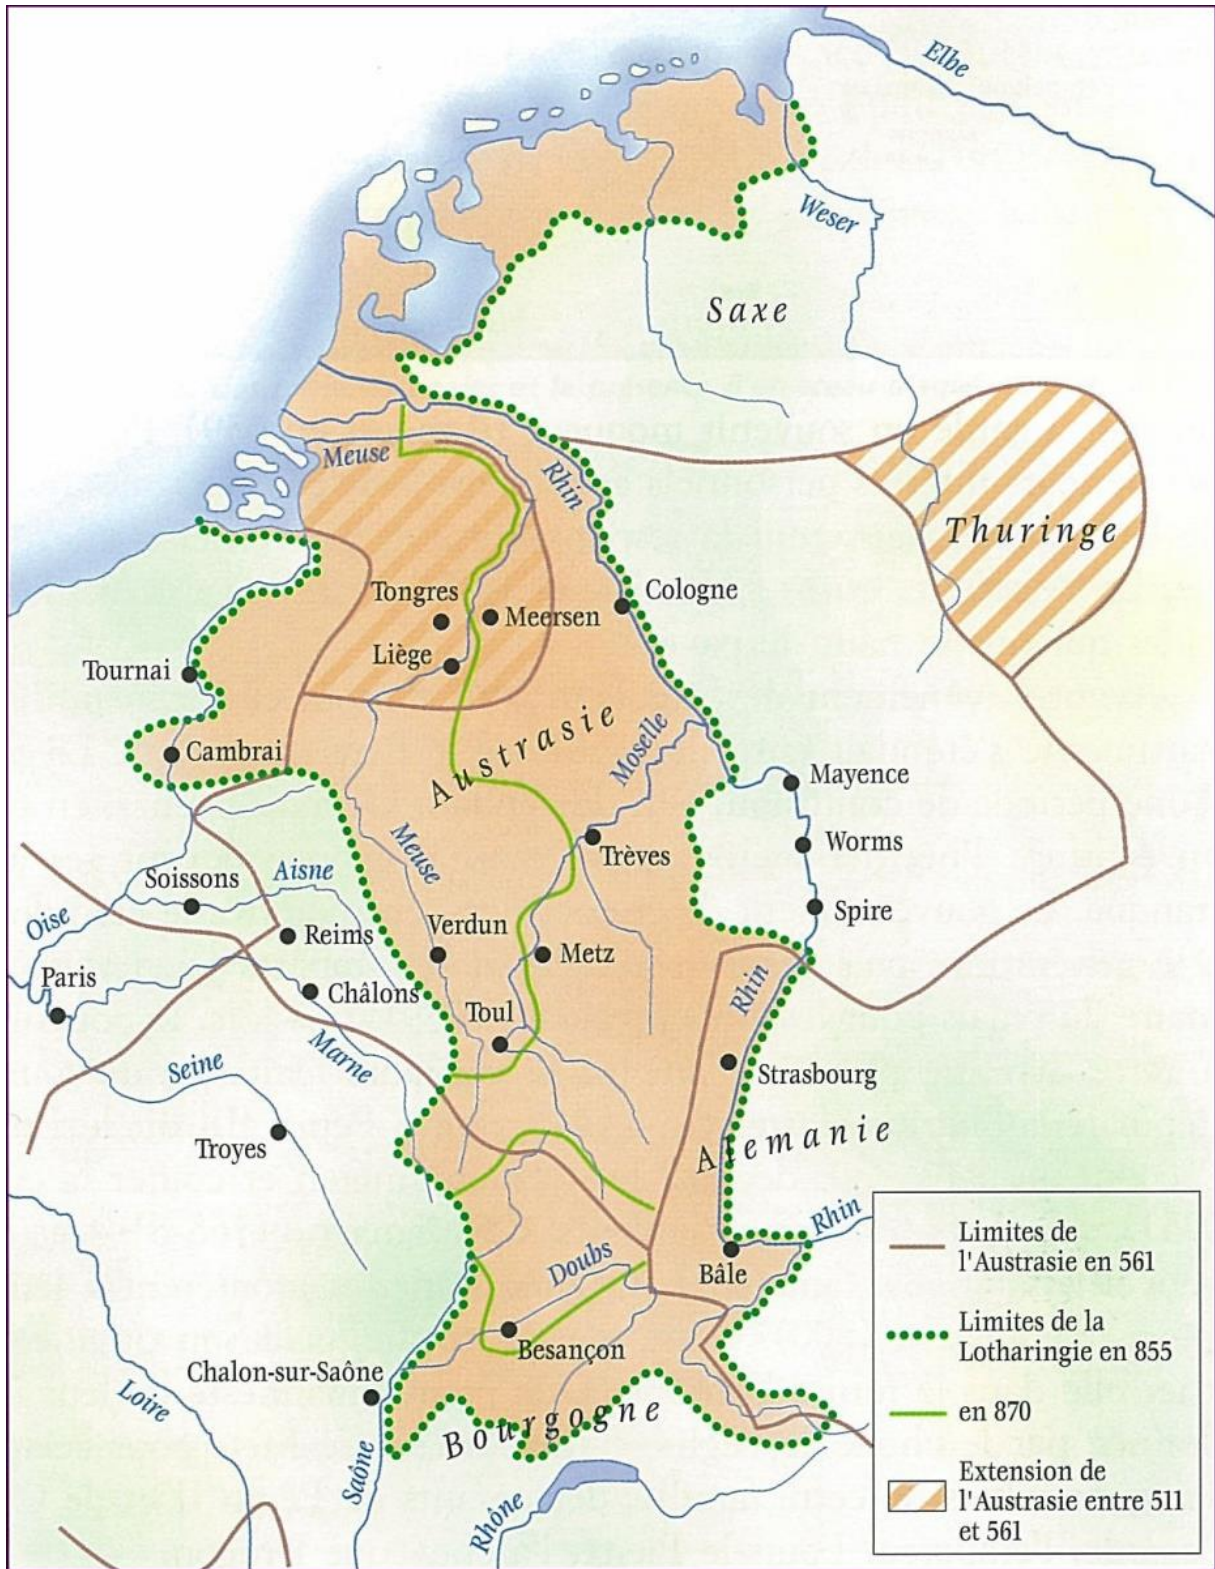 Elbe
Weser
Saxe
Meuse
Rhin
Thuringe
Tongres
Meersen
Cologne
Liège
Tournai
Austrasie
Moselle
Cambrai
Mayence
Meuse
Worms
Trèves
Soissons
Aisne
Oise
Reims
Verdun
Metz
Spire
Paris
Châlons
Rhin
Toul
Marne
Seine
Strasbourg
Troyes
Alemanie
Rhin
Doubs
Bâle
Besançon
Chalon-sur-Saône
Loire
Bourgogne
Saône
Rhône
Limites de
l'Austrasie en 561
Limites de la
Lotharingie en 855
en 870
Extension de
l'Austrasie entre 511
et 561